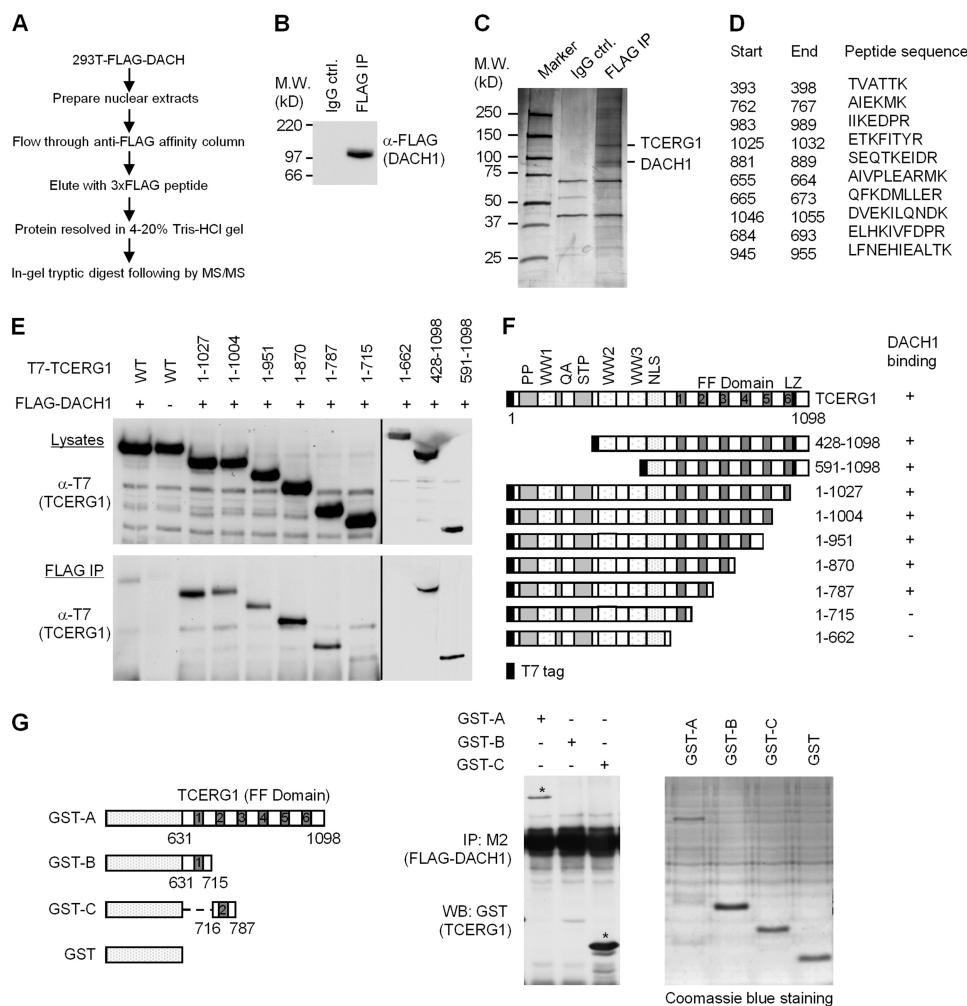 A
293T-FLAG-DACH
Prepare nuclear extracts
Flow through anti-FLAG affinity column
Elute with 3xFLAG peptide
Protein resolved in 4-20% Tris-HCl gel
In-gel tryptic digest following by MS/MS
B
M.W.
(kD)
IgG ctrl.
FLAG IP
220
97
66
α-FLAG
(DACH1)
C
M.W.
(kD)
Marker
IgG ctrl.
FLAG IP
250
150
100
75
50
37
25
TCERG1
DACH1
D
Start End Peptide sequence
393 398 TVATTK
762 767 AIEKMK
983 989 IIKEDPR
1025 1032 ETKFITYR
881 889 SEQTKEIDR
655 664 AIVPLEARMK
665 673 QFKDMLLER
1046 1055 DVEKILQNDK
684 693 ELHKIVFDPR
945 955 LFNEHIEALTK
E
T7-TCERG1 WT WT 1-1027 1-1004 1-951 1-870 1-787 1-715 1-662 428-1098 591-1098
FLAG-DACH1 + - + + + + + + + + +
Lysates
α-T7
(TCERG1)
FLAG IP
α-T7
(TCERG1)
F
DACH1
binding
PP WW1 QA STP WW2 WW3 NLS FF Domain LZ
1 2 3 4 5 6 TCERG1 +
1 1098
428-1098 +
591-1098 +
1-1027 +
1-1004 +
1-951 +
1-870 +
1-787 +
1-715 -
1-662 -
T7 tag
G
TCERG1 (FF Domain)
GST-A 1 2 3 4 5 6
631 1098
GST-B 1
631 715
GST-C 2
716 787
GST
GST-A + - -
GST-B - + -
GST-C - - +
*
IP: M2
(FLAG-DACH1)
WB: GST
(TCERG1)
*
GST-A GST-B GST-C GST
Coomassie blue staining